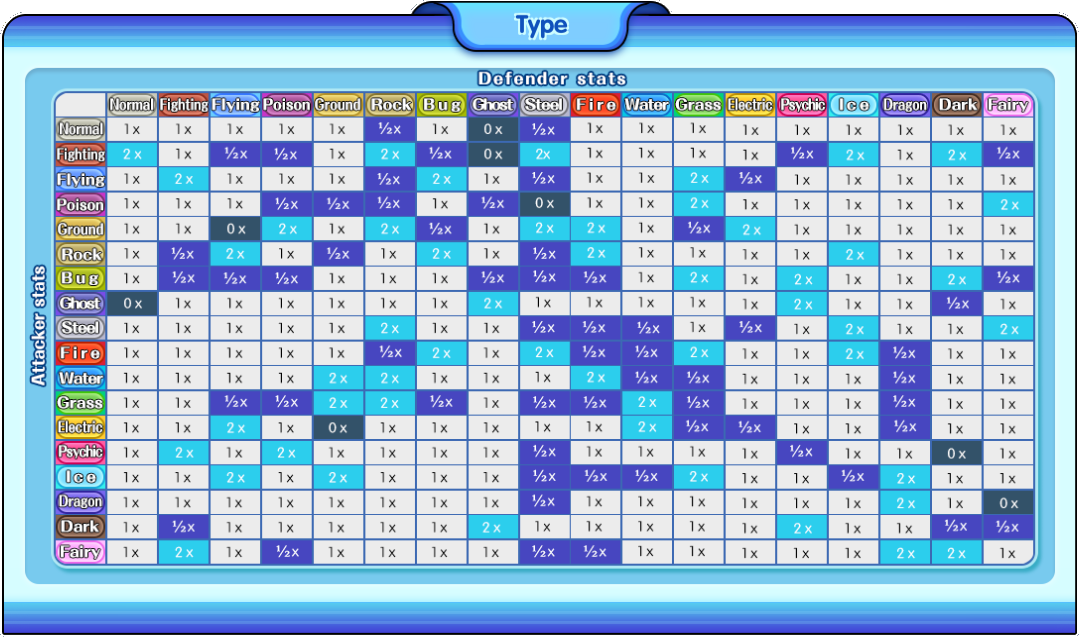 Type
Defender stats
Normal Fighting Flying Poison Ground Rock Bug Ghost Steel Fire Water Grass Electric Psychic Ice Dragon Dark Fairy
Attacker stats
Normal 1x 1x 1x 1x 1x ½x 1x 0x ½x 1x 1x 1x 1x 1x 1x 1x 1x 1x
Fighting 2x 1x ½x ½x 1x 2x ½x 0x 2x 1x 1x 1x 1x ½x 2x 1x 2x ½x
Flying 1x 2x 1x 1x 1x ½x 2x 1x ½x 1x 1x 2x ½x 1x 1x 1x 1x 1x
Poison 1x 1x 1x ½x ½x ½x 1x ½x 0x 1x 1x 2x 1x 1x 1x 1x 1x 2x
Ground 1x 1x 0x 2x 1x 2x ½x 1x 2x 2x 1x ½x 2x 1x 1x 1x 1x 1x
Rock 1x ½x 2x 1x ½x 1x 2x 1x ½x 2x 1x 1x 1x 1x 2x 1x 1x 1x
Bug 1x ½x ½x ½x 1x 1x 1x ½x ½x ½x 1x 2x 1x 2x 1x 1x 2x ½x
Ghost 0x 1x 1x 1x 1x 1x 1x 2x 1x 1x 1x 1x 1x 2x 1x 1x ½x 1x
Steel 1x 1x 1x 1x 1x 2x 1x 1x ½x ½x ½x 1x ½x 1x 2x 1x 1x 2x
Fire 1x 1x 1x 1x 1x ½x 2x 1x 2x ½x ½x 2x 1x 1x 2x ½x 1x 1x
Water 1x 1x 1x 1x 2x 2x 1x 1x 1x 2x ½x ½x 1x 1x 1x ½x 1x 1x
Grass 1x 1x ½x ½x 2x 2x ½x 1x ½x ½x 2x ½x 1x 1x 1x ½x 1x 1x
Electric 1x 1x 2x 1x 0x 1x 1x 1x 1x 1x 2x ½x ½x 1x 1x ½x 1x 1x
Psychic 1x 2x 1x 2x 1x 1x 1x 1x ½x 1x 1x 1x 1x ½x 1x 1x 0x 1x
Ice 1x 1x 2x 1x 2x 1x 1x 1x ½x ½x ½x 2x 1x 1x ½x 2x 1x 1x
Dragon 1x 1x 1x 1x 1x 1x 1x 1x ½x 1x 1x 1x 1x 1x 1x 2x 1x 0x
Dark 1x ½x 1x 1x 1x 1x 1x 2x 1x 1x 1x 1x 1x 2x 1x 1x ½x ½x
Fairy 1x 2x 1x ½x 1x 1x 1x 1x ½x ½x 1x 1x 1x 1x 1x 2x 2x 1x